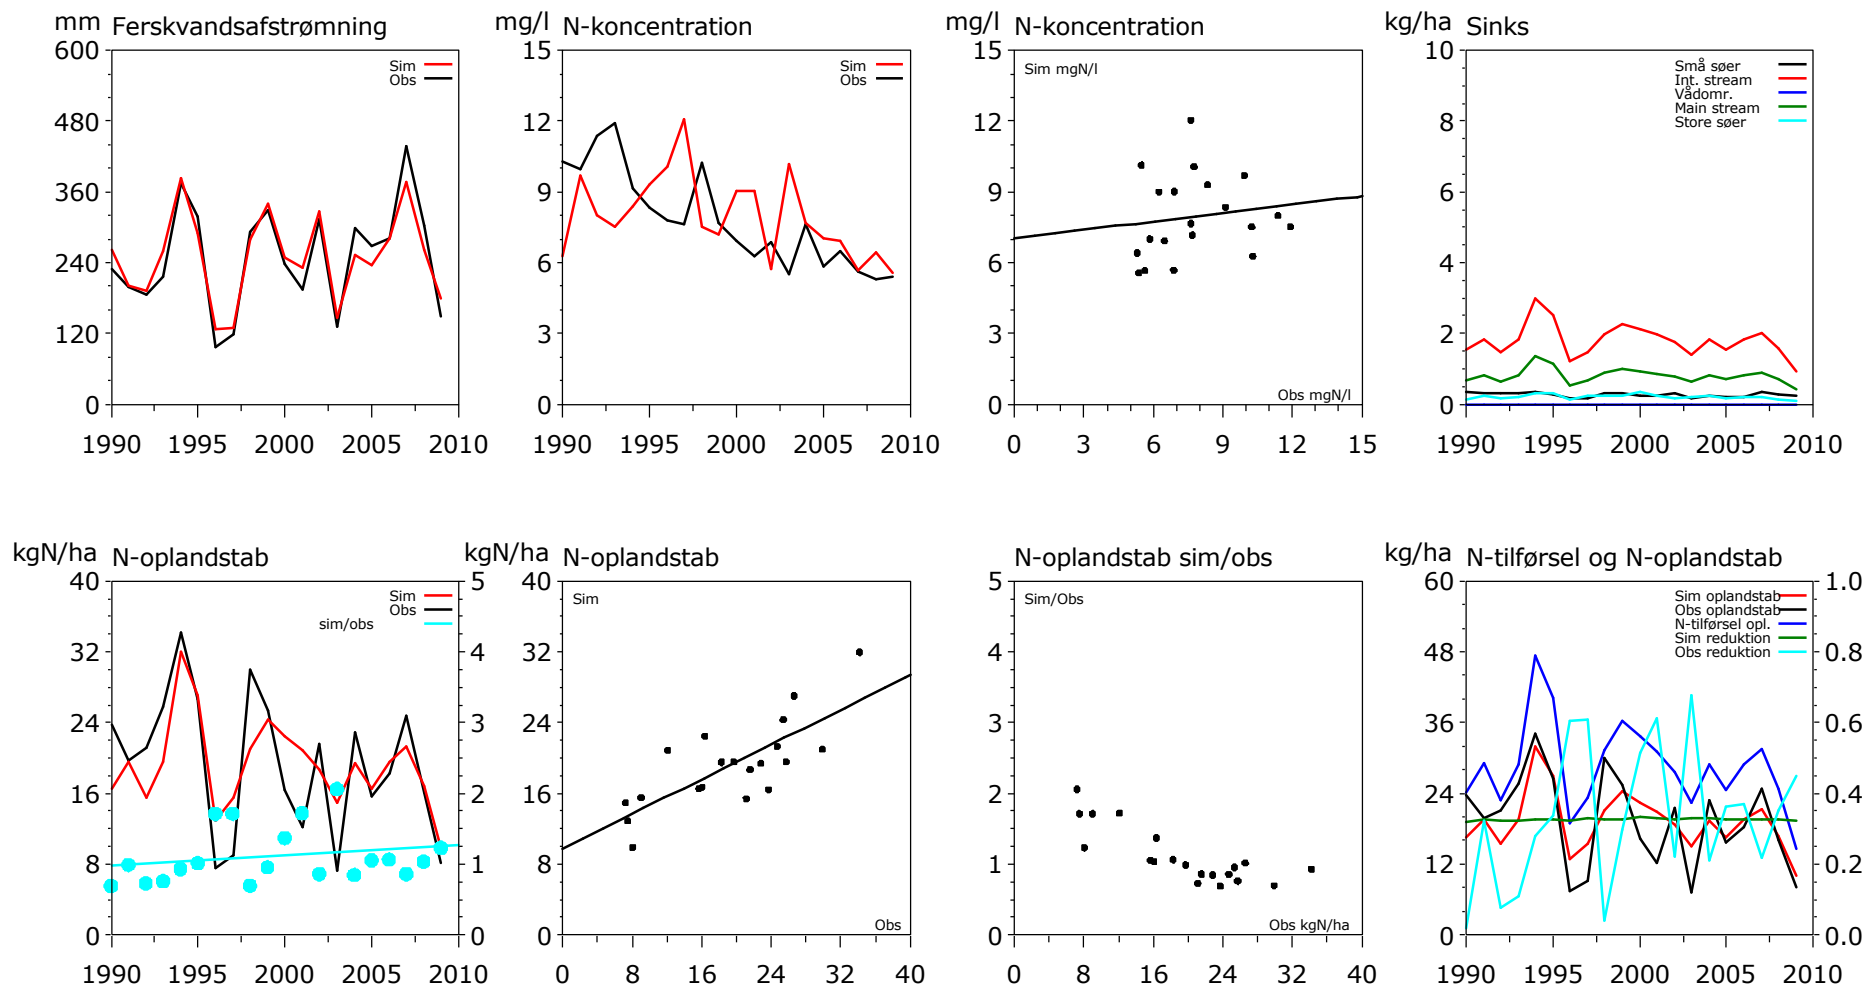 mm Ferskvandsafstrømning
600
480
360
240
120
0
1990 1995 2000 2005 2010
Sim
Obs
mg/l N-koncentration
15
12
9
6
3
0
1990 1995 2000 2005 2010
Sim
Obs
mg/l N-koncentration
Sim mgN/l
15
12
9
6
3
0
0 3 6 9 12 15
Obs mgN/l
kg/ha Sinks
10
8
6
4
2
0
1990 1995 2000 2005 2010
Små søer
Int. stream
Vådomr.
Main stream
Store søer
kgN/ha N-oplandstab
40
32
24
16
8
0
5
4
3
2
1
0
1990 1995 2000 2005 2010
Sim
Obs
sim/obs
kgN/ha N-oplandstab
Sim
40
32
24
16
8
0
0 8 16 24 32 40
Obs
N-oplandstab sim/obs
Sim/Obs
5
4
3
2
1
0
0 8 16 24 32 40
Obs kgN/ha
kg/ha N-tilførsel og N-oplandstab
60
48
36
24
12
0
1.0
0.8
0.6
0.4
0.2
0.0
1990 1995 2000 2005 2010
Sim oplandstab
Obs oplandstab
N-tilførsel opl.
Sim reduktion
Obs reduktion